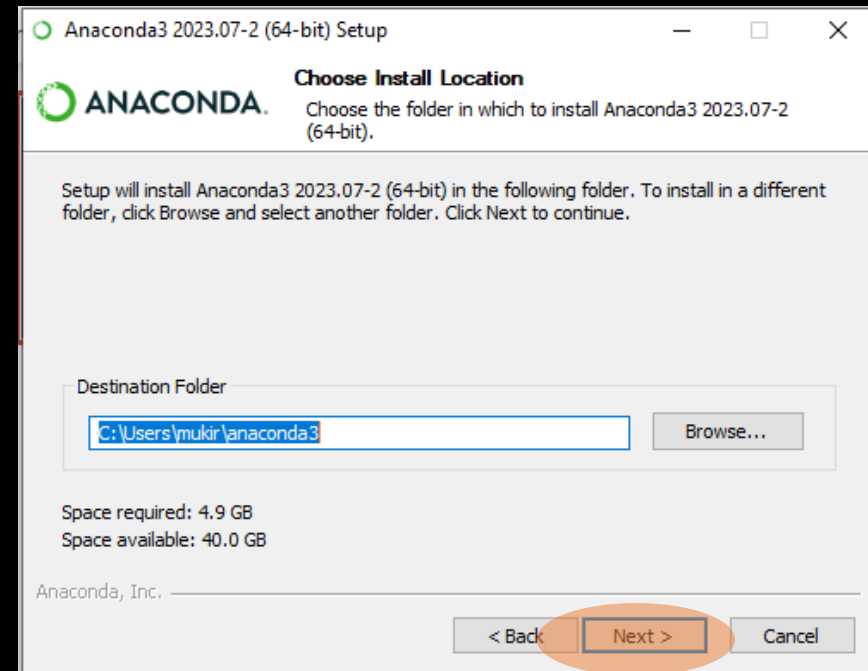 Anaconda3 2023.07-2 (64-bit) Setup
ANACONDA.
Choose Install Location
Choose the folder in which to install Anaconda3 2023.07-2
(64-bit).
Setup will install Anaconda3 2023.07-2 (64-bit) in the following folder. To install in a different
folder, click Browse and select another folder. Click Next to continue.
Destination Folder
C:\Users\mukir\anaconda3
Browse...
Space required: 4.9 GB
Space available: 40.0 GB
Anaconda, Inc.
< Back Next > Cancel